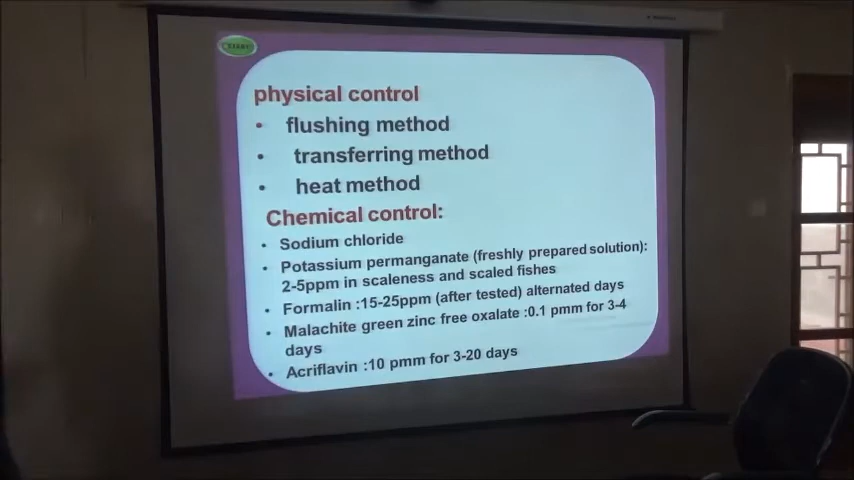 physical control
• flushing method
• transferring method
• heat method
Chemical control:
• Sodium chloride
• Potassium permanganate (freshly prepared solution):
2-5ppm in scaleness and scaled fishes
• Formalin :15-25ppm (after tested) alternated days
• Malachite green zinc free oxalate :0.1 pmm for 3-4
days
• Acriflavin :10 pmm for 3-20 days